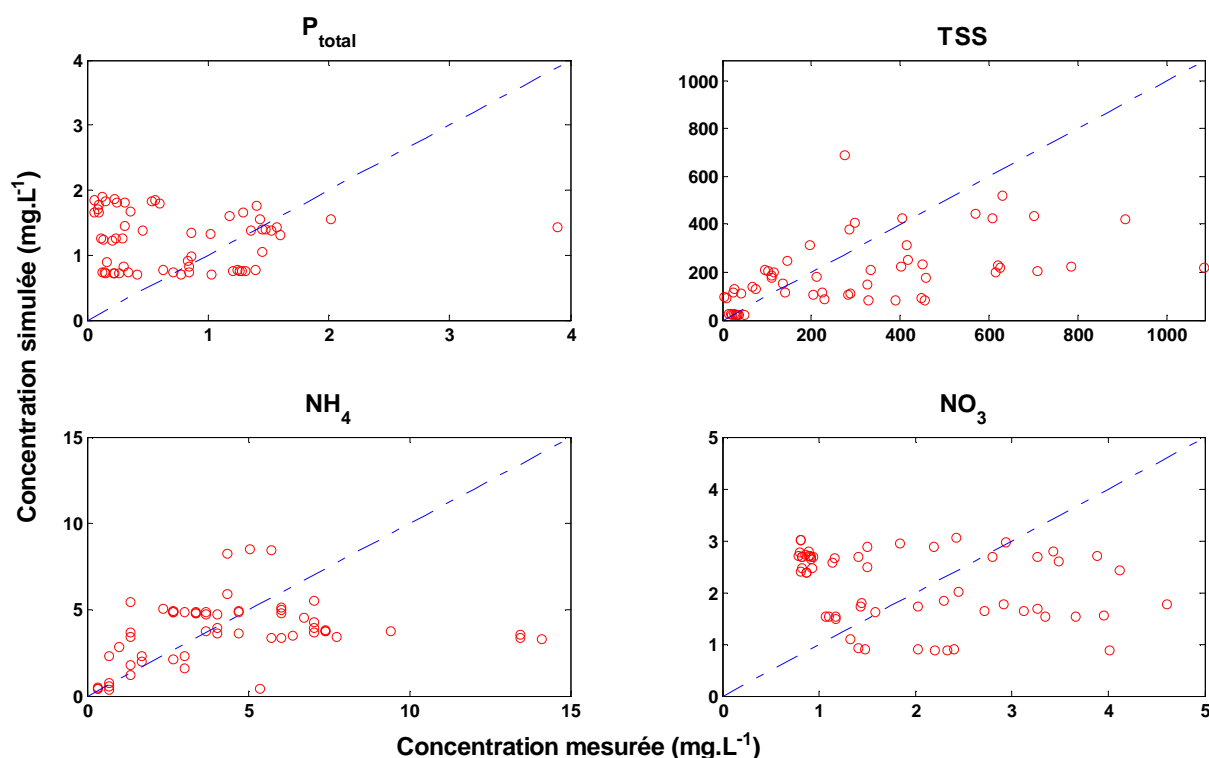 P_total
TSS
4
3
2
1
0
0 1 2 3 4
1000
800
600
400
200
0
0 200 400 600 800 1000
Concentration simulée (mg.L⁻¹)
NH₄
NO₃
15
10
5
0
0 5 10 15
5
4
3
2
1
0
0 1 2 3 4 5
Concentration mesurée (mg.L⁻¹)